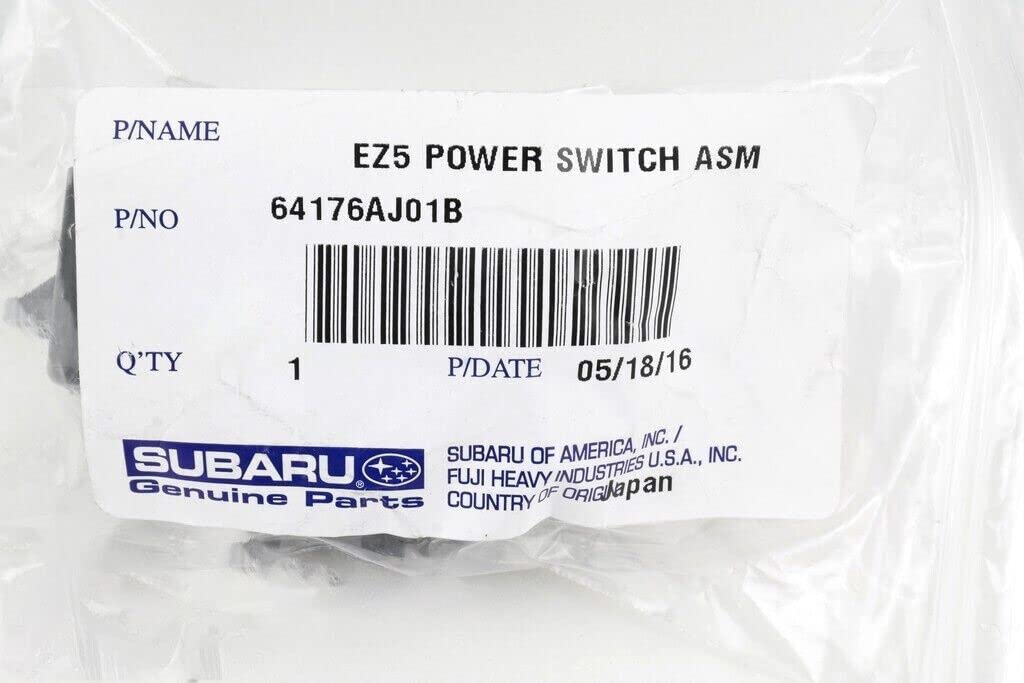 P/NAME
EZ5 POWER SWITCH ASM
P/NO 64176AJ01B
Q'TY 1 P/DATE 05/18/16
SUBARU®
Genuine Parts
SUBARU OF AMERICA, INC. /
FUJI HEAVY INDUSTRIES U.S.A., INC.
COUNTRY OF ORIGIN Japan